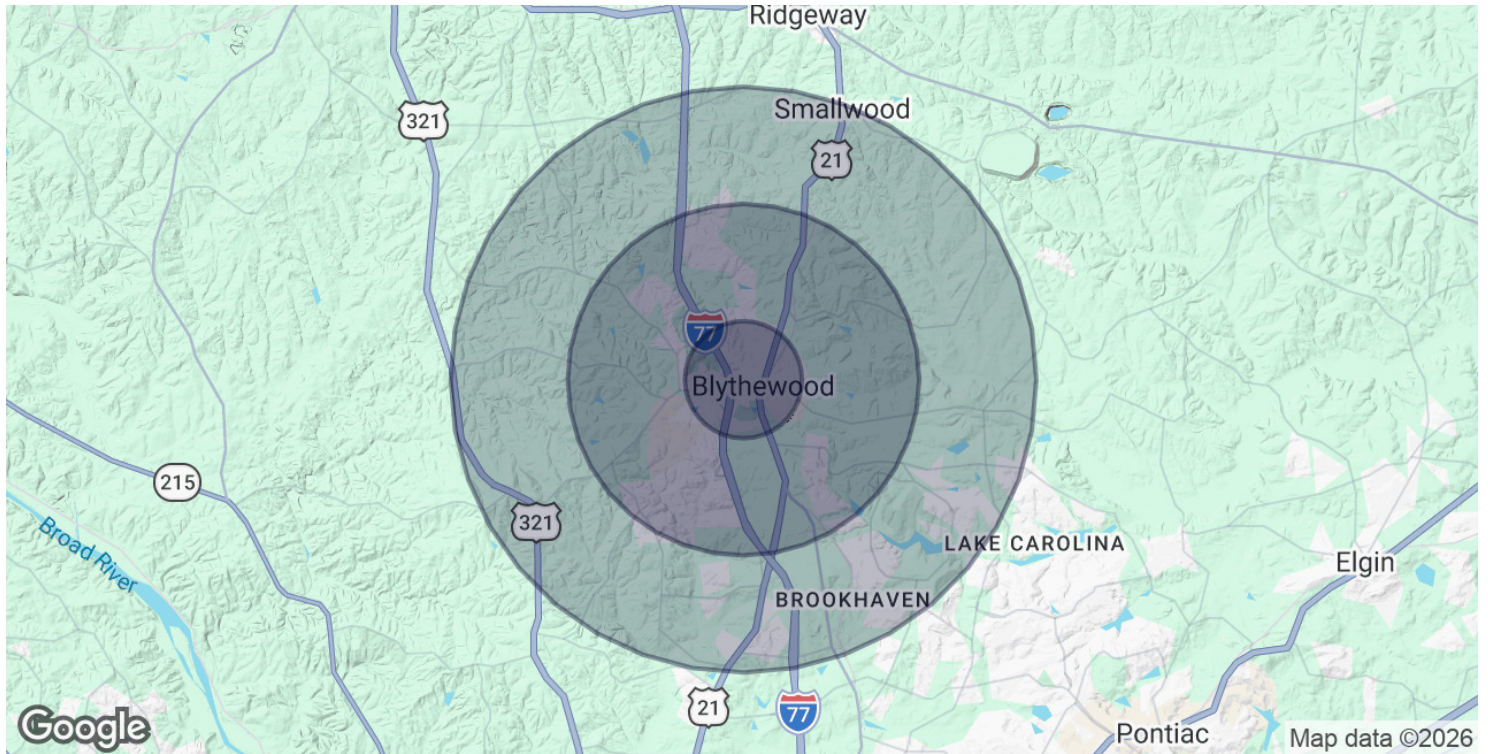 Ridgeway
Smallwood
321
21
77
Blythewood
215
321
Broad River
LAKE CAROLINA
Elgin
BROOKHAVEN
21
77
Pontiac
Google
Map data ©2026